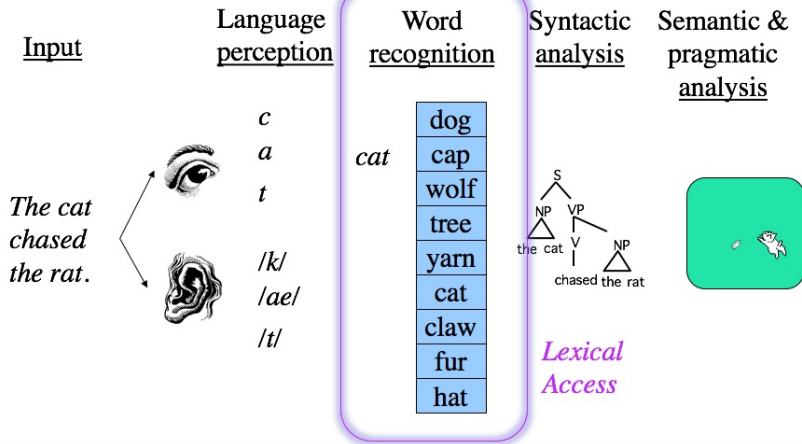 Input
Language
perception
Word
recognition
Syntactic
analysis
Semantic &
pragmatic
analysis
The cat
chased
the rat.
c
a
t
/k/
/ae/
/t/
cat
dog
cap
wolf
tree
yarn
cat
claw
fur
hat
S
NP VP
the cat V NP
chased the rat
Lexical
Access